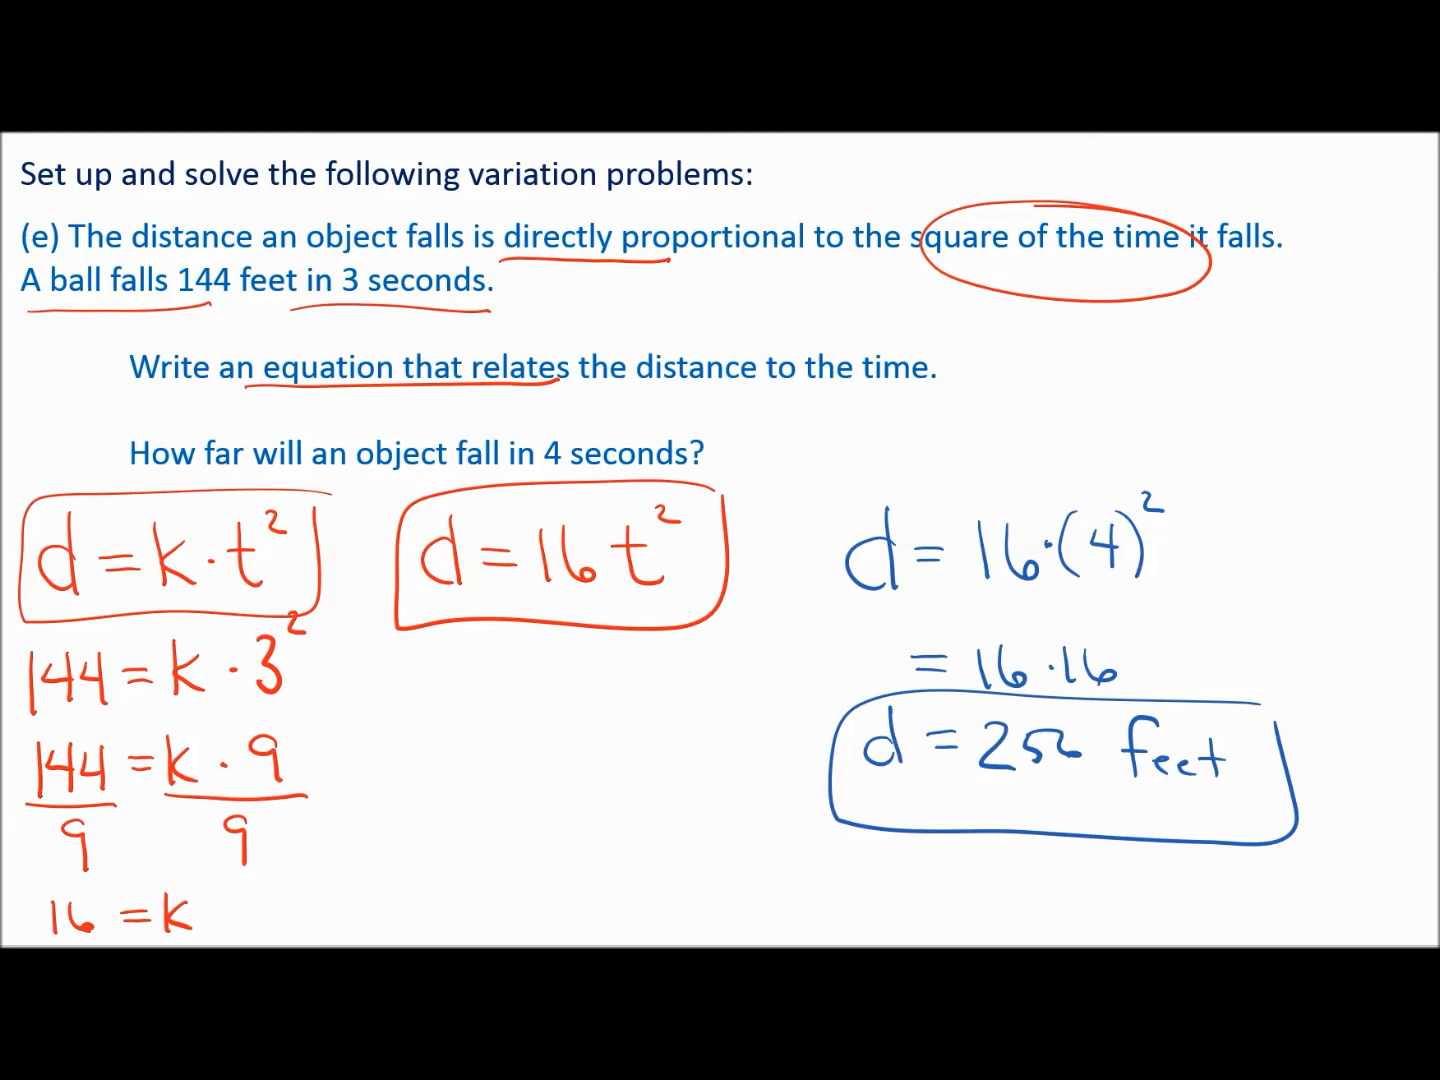 Set up and solve the following variation problems:
(e) The distance an object falls is directly proportional to the square of the time it falls.
A ball falls 144 feet in 3 seconds.
Write an equation that relates the distance to the time.
How far will an object fall in 4 seconds?
d = k · t²
144 = k · 3²
144 = k · 9
9 9
16 = k
d = 16 t²
d = 16 · (4)²
= 16 · 16
d = 256 feet